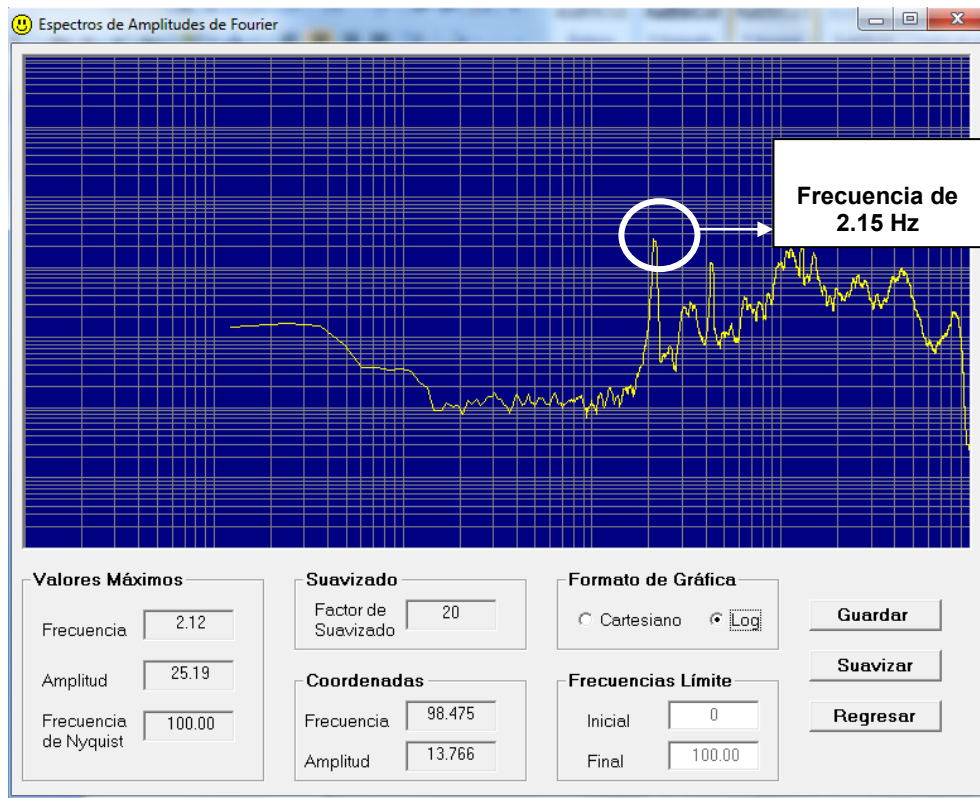 Espectros de Amplitudes de Fourier
Frecuencia de
2.15 Hz
Valores Máximos
Frecuencia 2.12
Amplitud 25.19
Frecuencia
de Nyquist 100.00
Suavizado
Factor de
Suavizado 20
Coordenadas
Frecuencia 98.475
Amplitud 13.766
Formato de Gráfica
Cartesiano Log
Frecuencias Límite
Inicial 0
Final 100.00
Guardar
Suavizar
Regresar